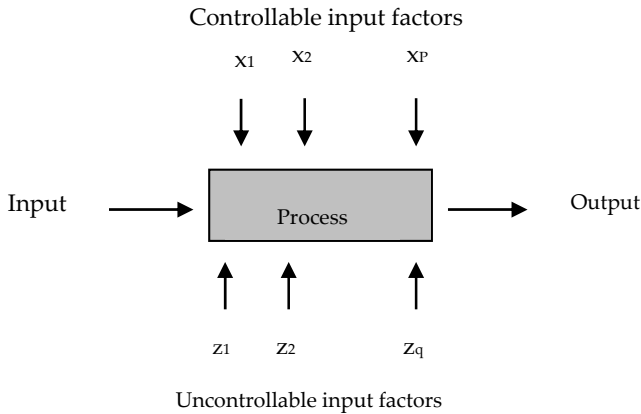 Controllable input factors
x1 x2 xP
Input Process Output
z1 z2 zq
Uncontrollable input factors